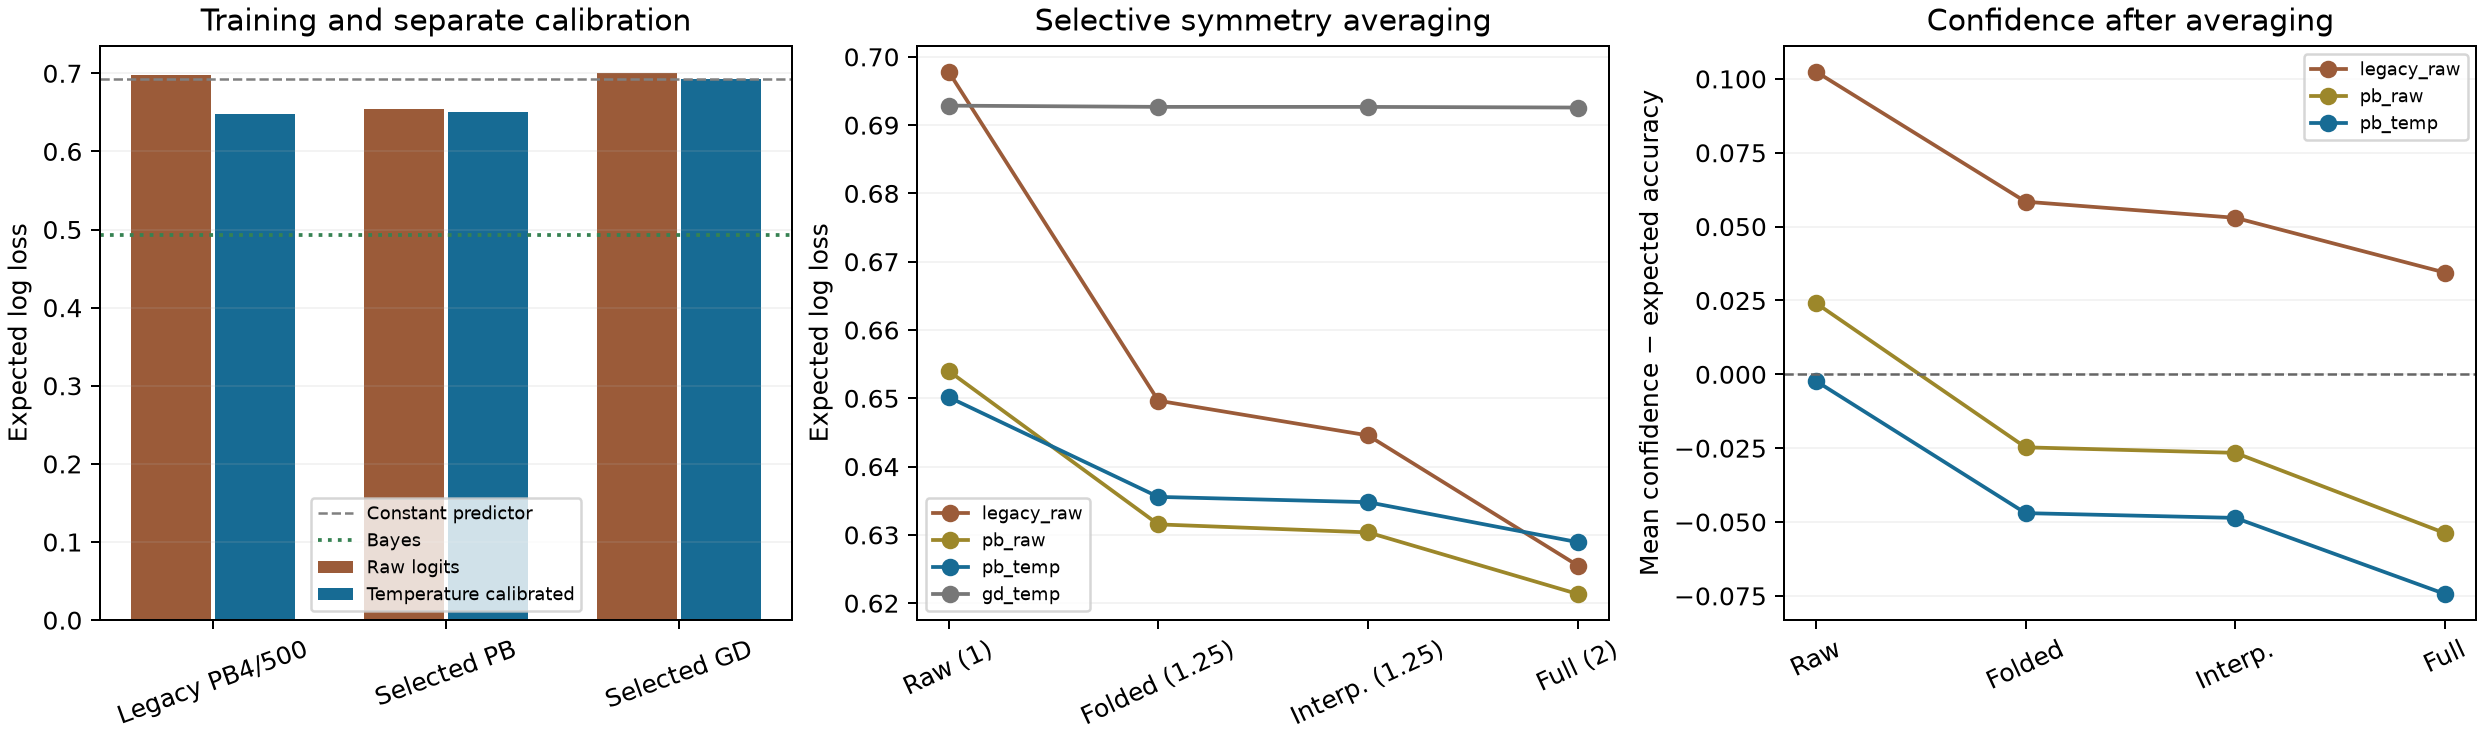 Training and separate calibration
Expected log loss
0.7
0.6
0.5
0.4
0.3
0.2
0.1
0.0
Constant predictor
Bayes
Raw logits
Temperature calibrated
Legacy PB4/500
Selected PB
Selected GD
Selective symmetry averaging
Expected log loss
0.70
0.69
0.68
0.67
0.66
0.65
0.64
0.63
0.62
legacy_raw
pb_raw
pb_temp
gd_temp
Raw (1)
Folded (1.25)
Interp. (1.25)
Full (2)
Confidence after averaging
Mean confidence − expected accuracy
0.100
0.075
0.050
0.025
0.000
−0.025
−0.050
−0.075
legacy_raw
pb_raw
pb_temp
Raw
Folded
Interp.
Full